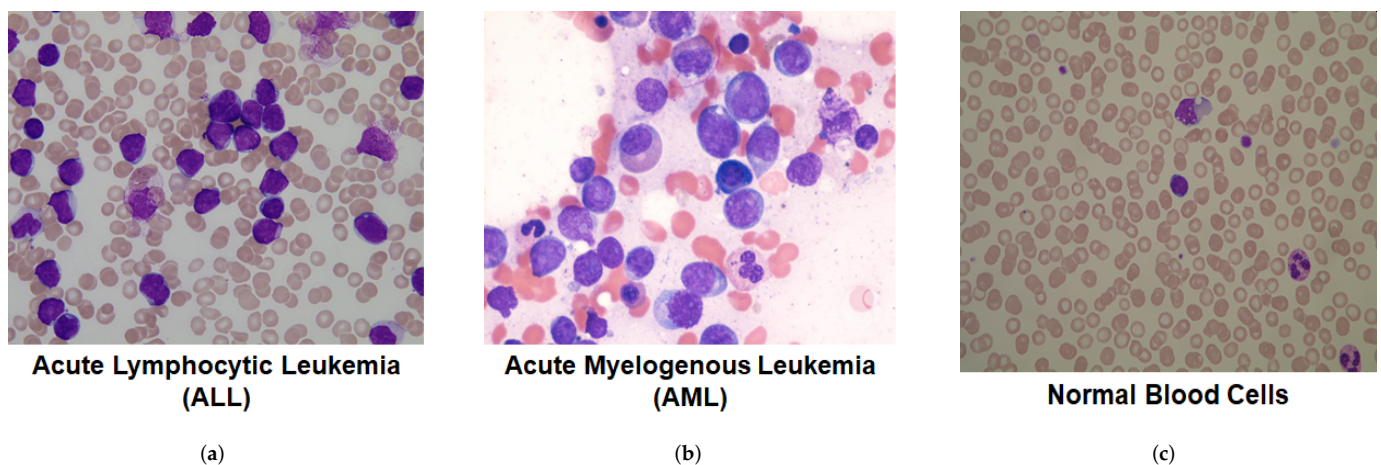 Acute Lymphocytic Leukemia
(ALL)
Acute Myelogenous Leukemia
(AML)
Normal Blood Cells
(a)
(b)
(c)